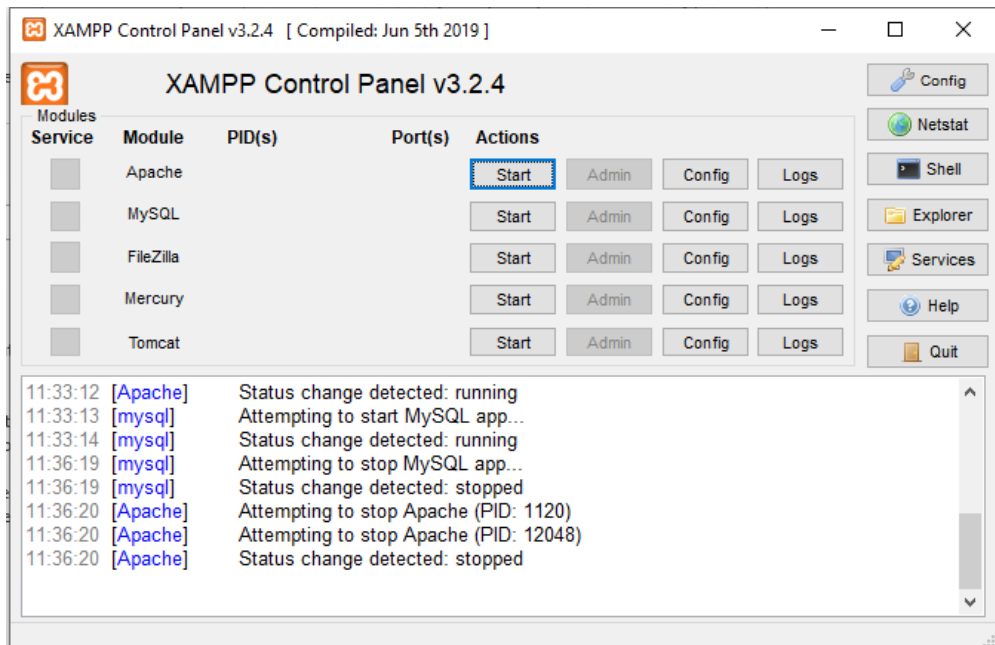 XAMPP Control Panel v3.2.4 [ Compiled: Jun 5th 2019 ]
XAMPP Control Panel v3.2.4
Config
Modules
Netstat
Service Module PID(s) Port(s) Actions
Shell
Apache Start Admin Config Logs
MySQL Start Admin Config Logs
Explorer
FileZilla Start Admin Config Logs
Services
Mercury Start Admin Config Logs
Help
Tomcat Start Admin Config Logs
Quit
11:33:12 [Apache] Status change detected: running
11:33:13 [mysql] Attempting to start MySQL app...
11:33:14 [mysql] Status change detected: running
11:36:19 [mysql] Attempting to stop MySQL app...
11:36:19 [mysql] Status change detected: stopped
11:36:20 [Apache] Attempting to stop Apache (PID: 1120)
11:36:20 [Apache] Attempting to stop Apache (PID: 12048)
11:36:20 [Apache] Status change detected: stopped